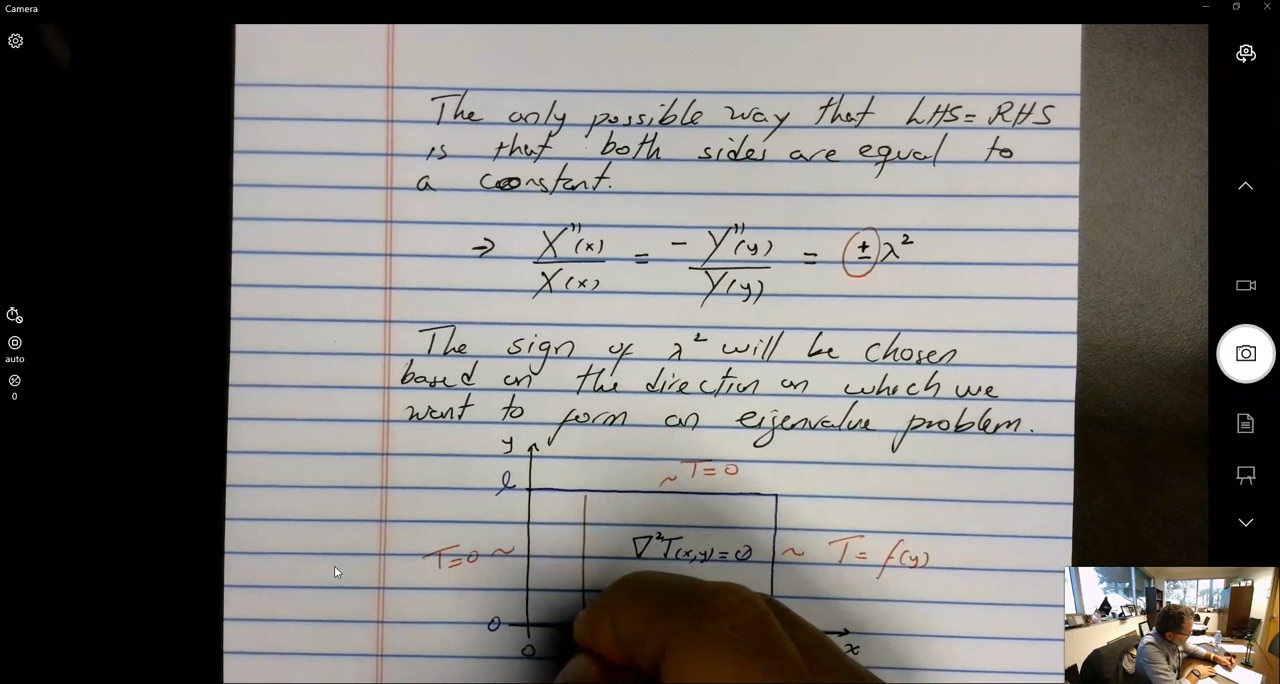 Camera
The only possible way that LHS = RHS
is that both sides are equal to
a constant.
⇒ X''(x)/X(x) = -Y''(y)/Y(y) = ±λ²
The sign of λ² will be chosen
based on the direction on which we
want to form an eigenvalue problem.
y
l
~T=0
T=0 ~
∇²T(x,y)=0
~ T= f(y)
0
0
x
auto
0